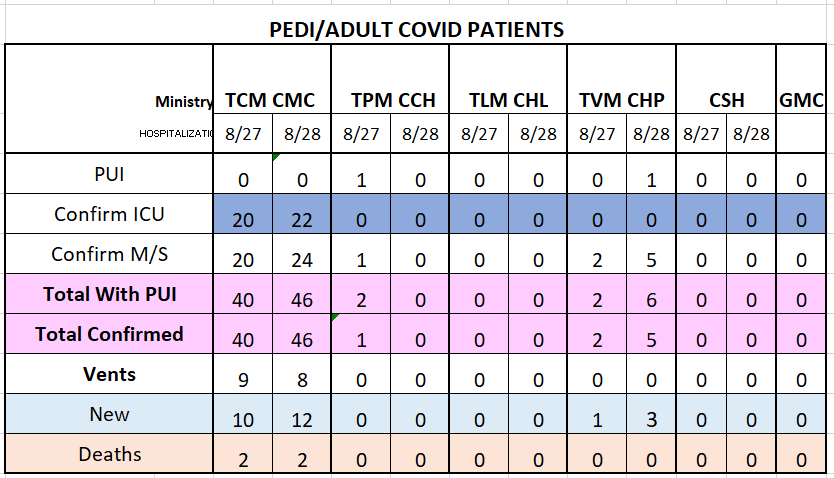 PEDI/ADULT COVID PATIENTS
Ministry TCM CMC TPM CCH TLM CHL TVM CHP CSH GMC
HOSPITALIZATIO 8/27 8/28 8/27 8/28 8/27 8/28 8/27 8/28 8/27 8/28
PUI 0 0 1 0 0 0 0 1 0 0 0
Confirm ICU 20 22 0 0 0 0 0 0 0 0 0
Confirm M/S 20 24 1 0 0 0 2 5 0 0 0
Total With PUI 40 46 2 0 0 0 2 6 0 0 0
Total Confirmed 40 46 1 0 0 0 2 5 0 0 0
Vents 9 8 0 0 0 0 0 0 0 0 0
New 10 12 0 0 0 0 1 3 0 0 0
Deaths 2 2 0 0 0 0 0 0 0 0 0